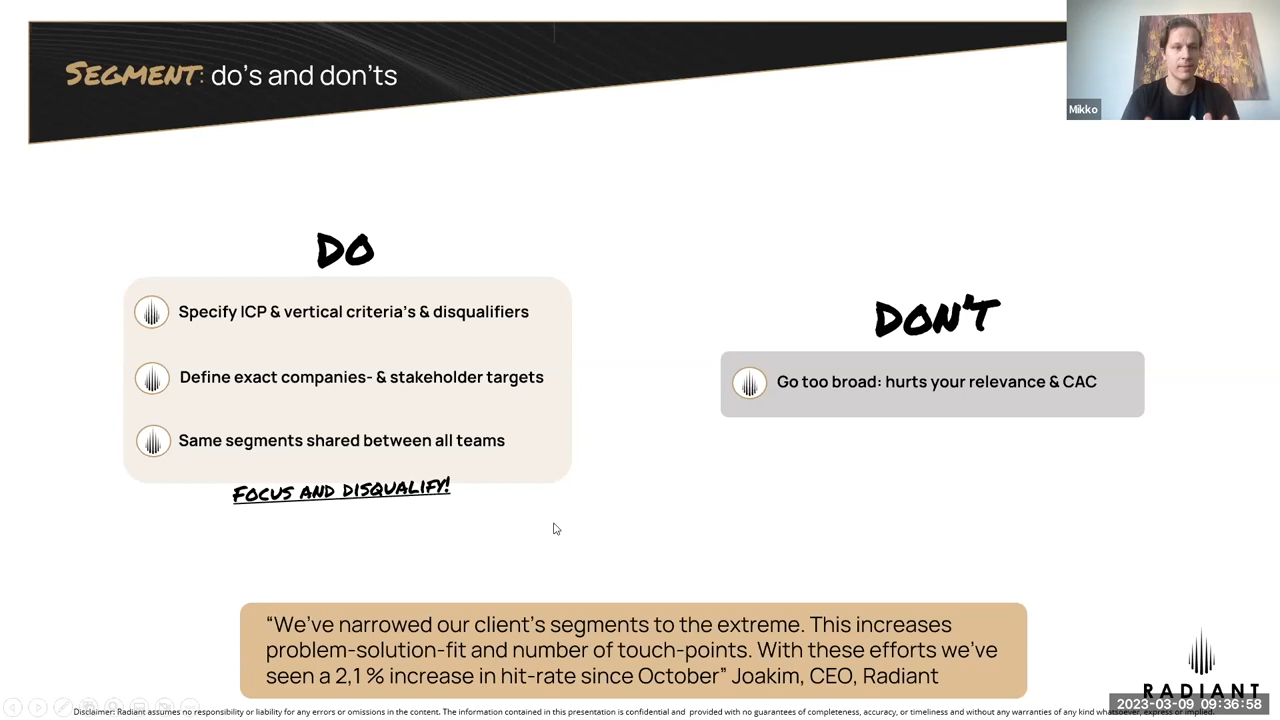 SEGMENT: do's and don'ts
Mikko
DO
Specify ICP & vertical criteria's & disqualifiers
Define exact companies- & stakeholder targets
Same segments shared between all teams
FOCUS AND DISQUALIFY!
DON'T
Go too broad: hurts your relevance & CAC
“We've narrowed our client's segments to the extreme. This increases
problem-solution-fit and number of touch-points. With these efforts we've
seen a 2,1 % increase in hit-rate since October” Joakim, CEO, Radiant
RADIANT
2023-03-09 09:36:58
Disclaimer: Radiant assumes no responsibility or liability for any errors or omissions in the content. The information contained in this presentation is confidential and provided with no guarantees of completeness, accuracy, or timeliness and without any warranties of any kind whatsoever, express or implied.